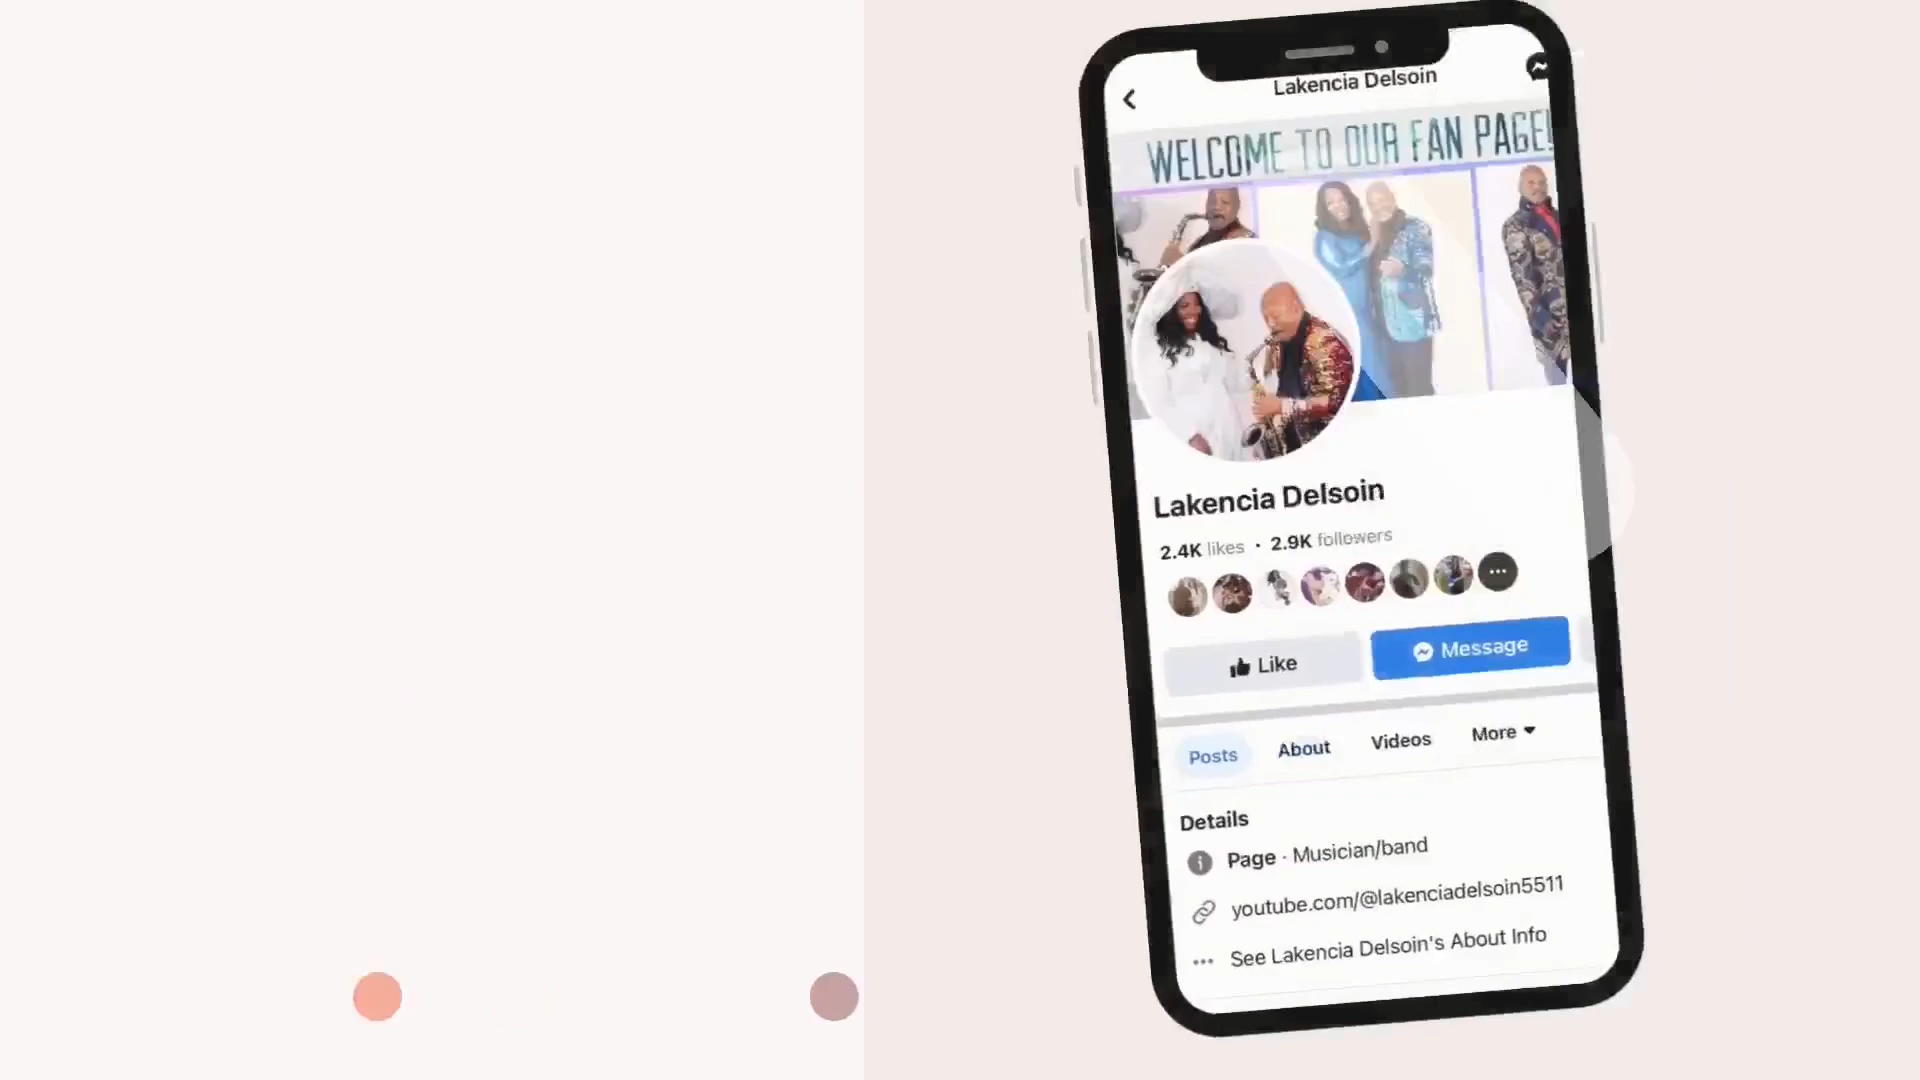 Lakencia Delsoin
WELCOME TO OUR FAN PAGE!
Lakencia Delsoin
2.4K likes · 2.9K followers
Like
Message
Posts
About
Videos
More
Details
Page · Musician/band
youtube.com/@lakenciadelsoin5511
See Lakencia Delsoin's About Info